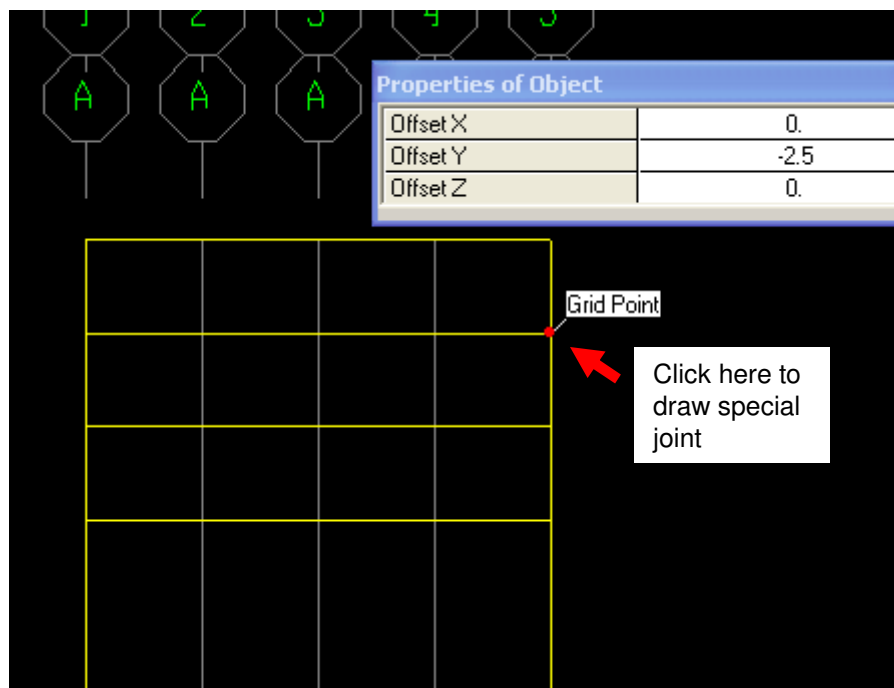 1 2 3 4 5
A A A
Properties of Object
Offset X 0.
Offset Y -2.5
Offset Z 0.
Grid Point
Click here to
draw special
joint